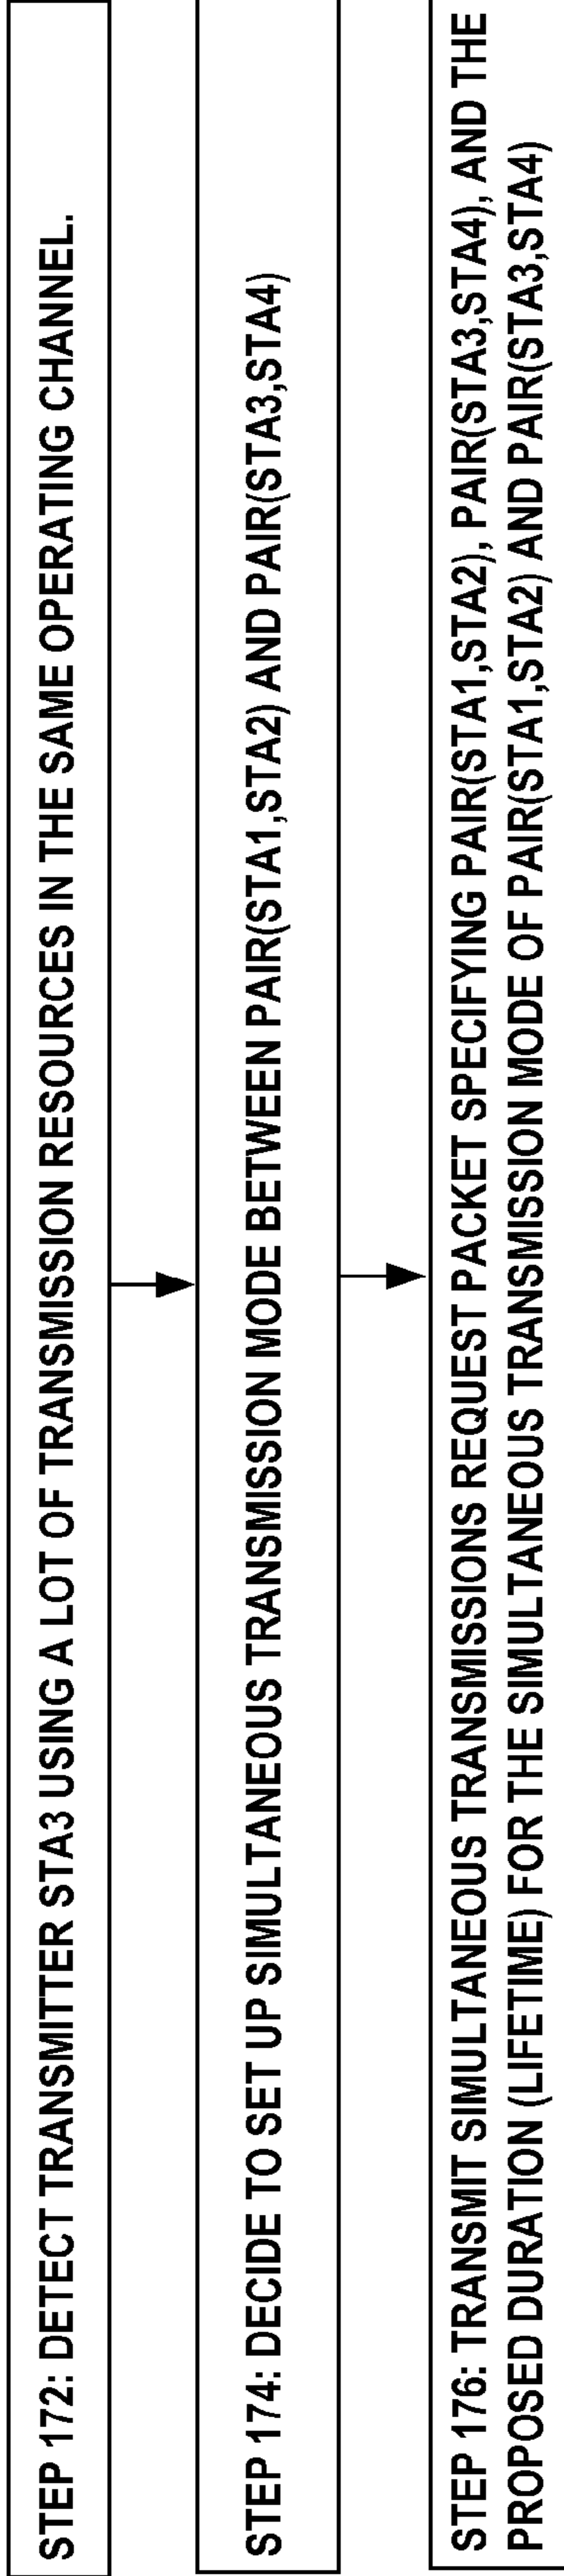 STEP 172: DETECT TRANSMITTER STA3 USING A LOT OF TRANSMISSION RESOURCES IN THE SAME OPERATING CHANNEL.
STEP 174: DECIDE TO SET UP SIMULTANEOUS TRANSMISSION MODE BETWEEN PAIR(STA1,STA2) AND PAIR(STA3,STA4)
STEP 176: TRANSMIT SIMULTANEOUS TRANSMISSIONS REQUEST PACKET SPECIFYING PAIR(STA1,STA2), PAIR(STA3,STA4), AND THE
PROPOSED DURATION (LIFETIME) FOR THE SIMULTANEOUS TRANSMISSION MODE OF PAIR(STA1,STA2) AND PAIR(STA3,STA4)